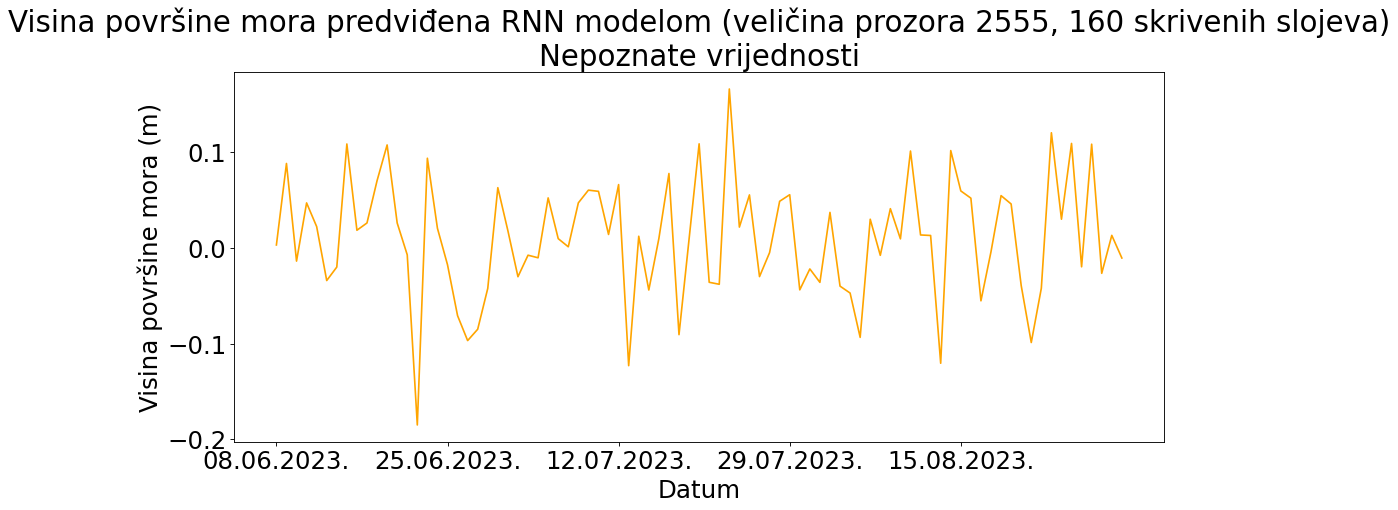 Visina površine mora predviđena RNN modelom (veličina prozora 2555, 160 skrivenih slojeva)
Nepoznate vrijednosti
Visina površine mora (m)
0.1
0.0
−0.1
−0.2
08.06.2023. 25.06.2023. 12.07.2023. 29.07.2023. 15.08.2023.
Datum